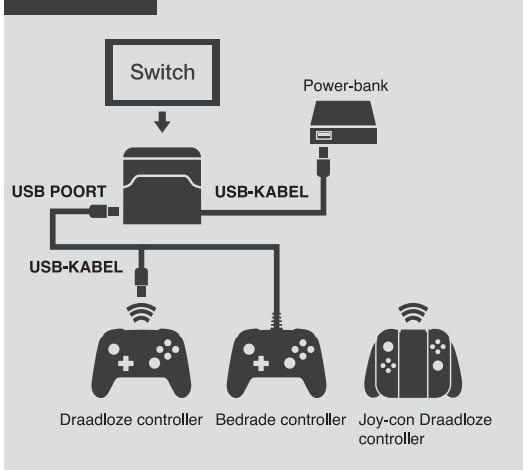 Switch
Power-bank
USB POORT
USB-KABEL
USB-KABEL
Draadloze controller
Bedrade controller
Joy-con Draadloze
controller